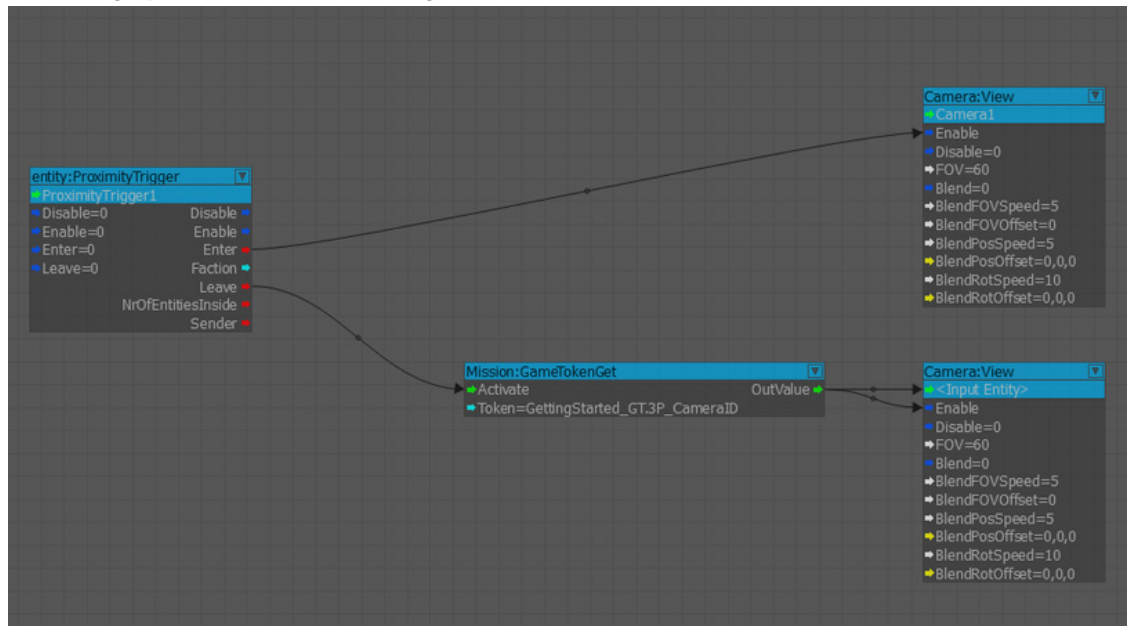 entity:ProximityTrigger
ProximityTrigger1
Disable=0 Disable
Enable=0 Enable
Enter=0 Enter
Leave=0 Faction
Leave
NrOfEntitiesInside
Sender
Camera:View
Camera1
Enable
Disable=0
FOV=60
Blend=0
BlendFOVSpeed=5
BlendFOVOffset=0
BlendPosSpeed=5
BlendPosOffset=0,0,0
BlendRotSpeed=10
BlendRotOffset=0,0,0
Mission:GameTokenGet
Activate OutValue
Token=GettingStarted_GT.3P_CameraID
Camera:View
<Input Entity>
Enable
Disable=0
FOV=60
Blend=0
BlendFOVSpeed=5
BlendFOVOffset=0
BlendPosSpeed=5
BlendPosOffset=0,0,0
BlendRotSpeed=10
BlendRotOffset=0,0,0